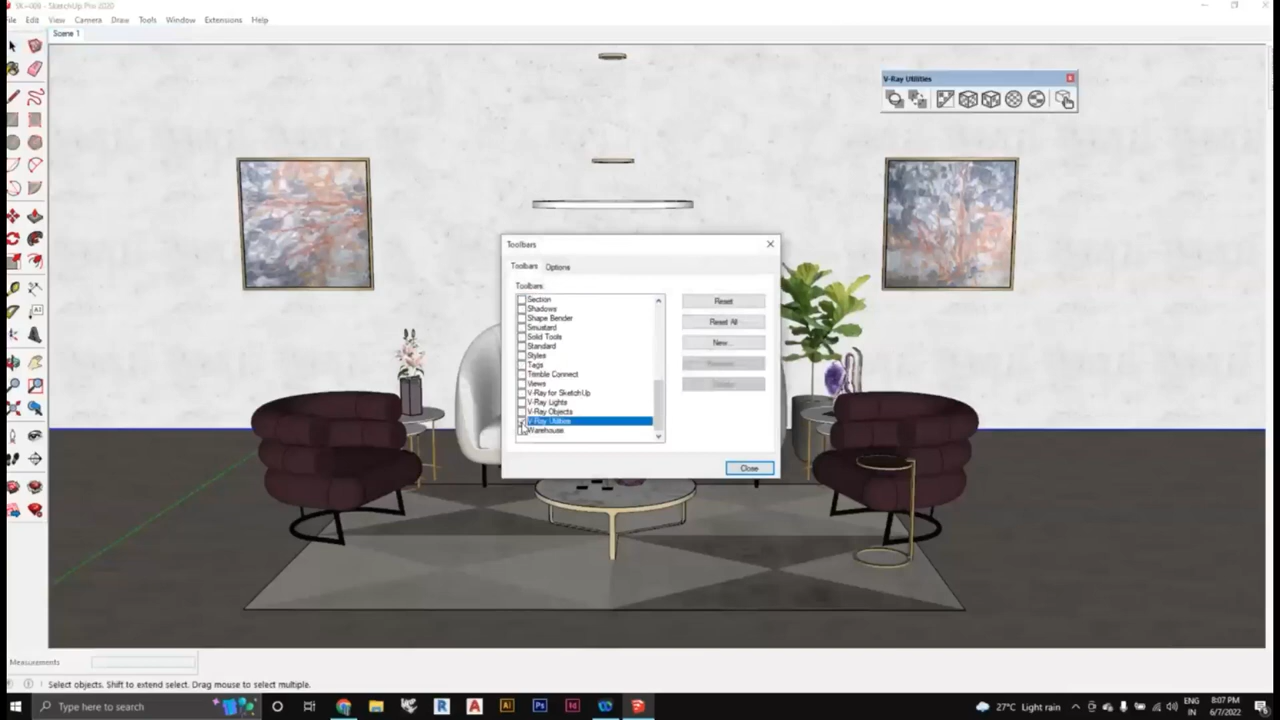 SketchUp Pro 2020
File Edit View Camera Draw Tools Window Extensions Help
Scene 1
V-Ray Utilities
Toolbars
Toolbars Options
Toolbars:
Section
Shadows
Shape Bender
Smustard
Solid Tools
Standard
Styles
Tags
Trimble Connect
Views
V-Ray for SketchUp
V-Ray Lights
V-Ray Objects
V-Ray Utilities
Warehouse
Reset
Reset All
New...
Close
Measurements
Select objects. Shift to extend select. Drag mouse to select multiple.
Type here to search
R A Ai Ps Id
27°C Light rain
ENG
IN
8:07 PM
6/7/2022